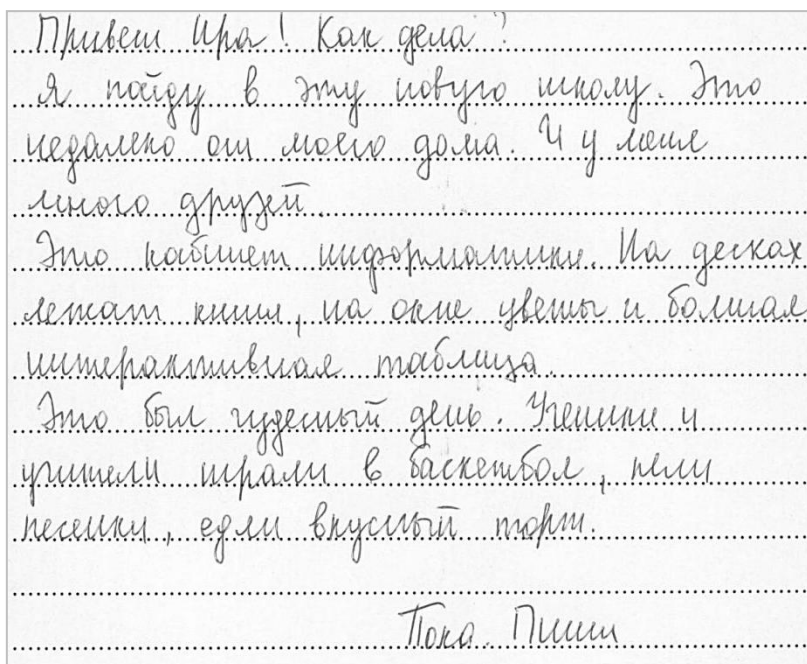 Привет Ира! Как дела?
Я пойду в эту новую школу. Это
недалеко от моего дома. И у меня
много друзей.
Это кабинет информатики. На десках
лежат книги, на окне цветы и болшая
интерактивная таблица.
Это был чудесный день. Ученики и
учители играли в баскетбол, пели
песенки, едли вкусный торт.
Пока. Пиши